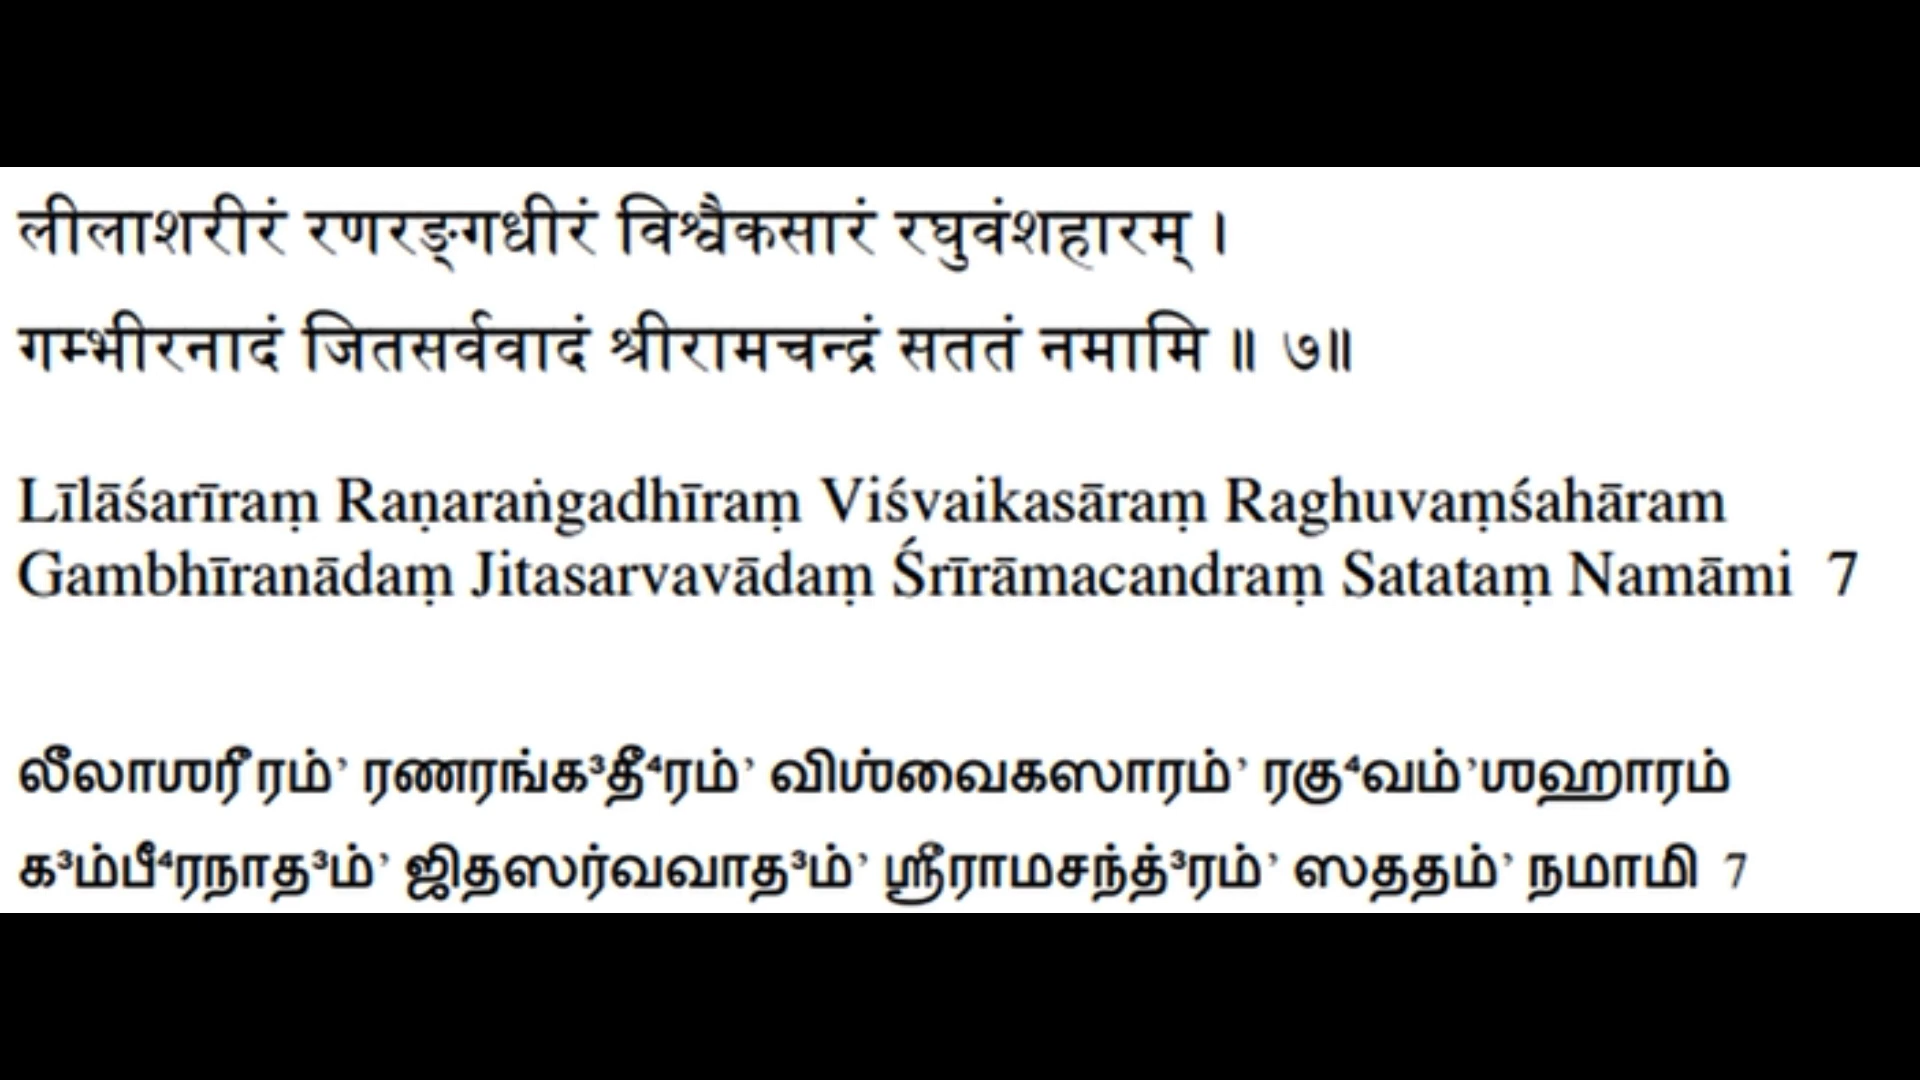 लीलाशरीरं रणरङ्गधीरं विश्वैकसारं रघुवंशहारम् ।
गम्भीरनादं जितसर्ववादं श्रीरामचन्द्रं सततं नमामि ॥ ७॥
Līlāśarīraṃ Raṇaraṅgadhīraṃ Viśvaikasāraṃ Raghuvaṃśahāram
Gambhīranādaṃ Jitasarvavādaṃ Śrīrāmacandraṃ Satataṃ Namāmi 7
லீலாஶரீரம்ʼ ரணரங்க³தீ⁴ரம்ʼ விஶ்வைகஸாரம்ʼ ரகு⁴வம்ʼஶஹாரம்
க³ம்பீ⁴ரநாத³ம்ʼ ஜிதஸர்வவாத³ம்ʼ ஶ்ரீராமசந்த்³ரம்ʼ ஸததம்ʼ நமாமி 7